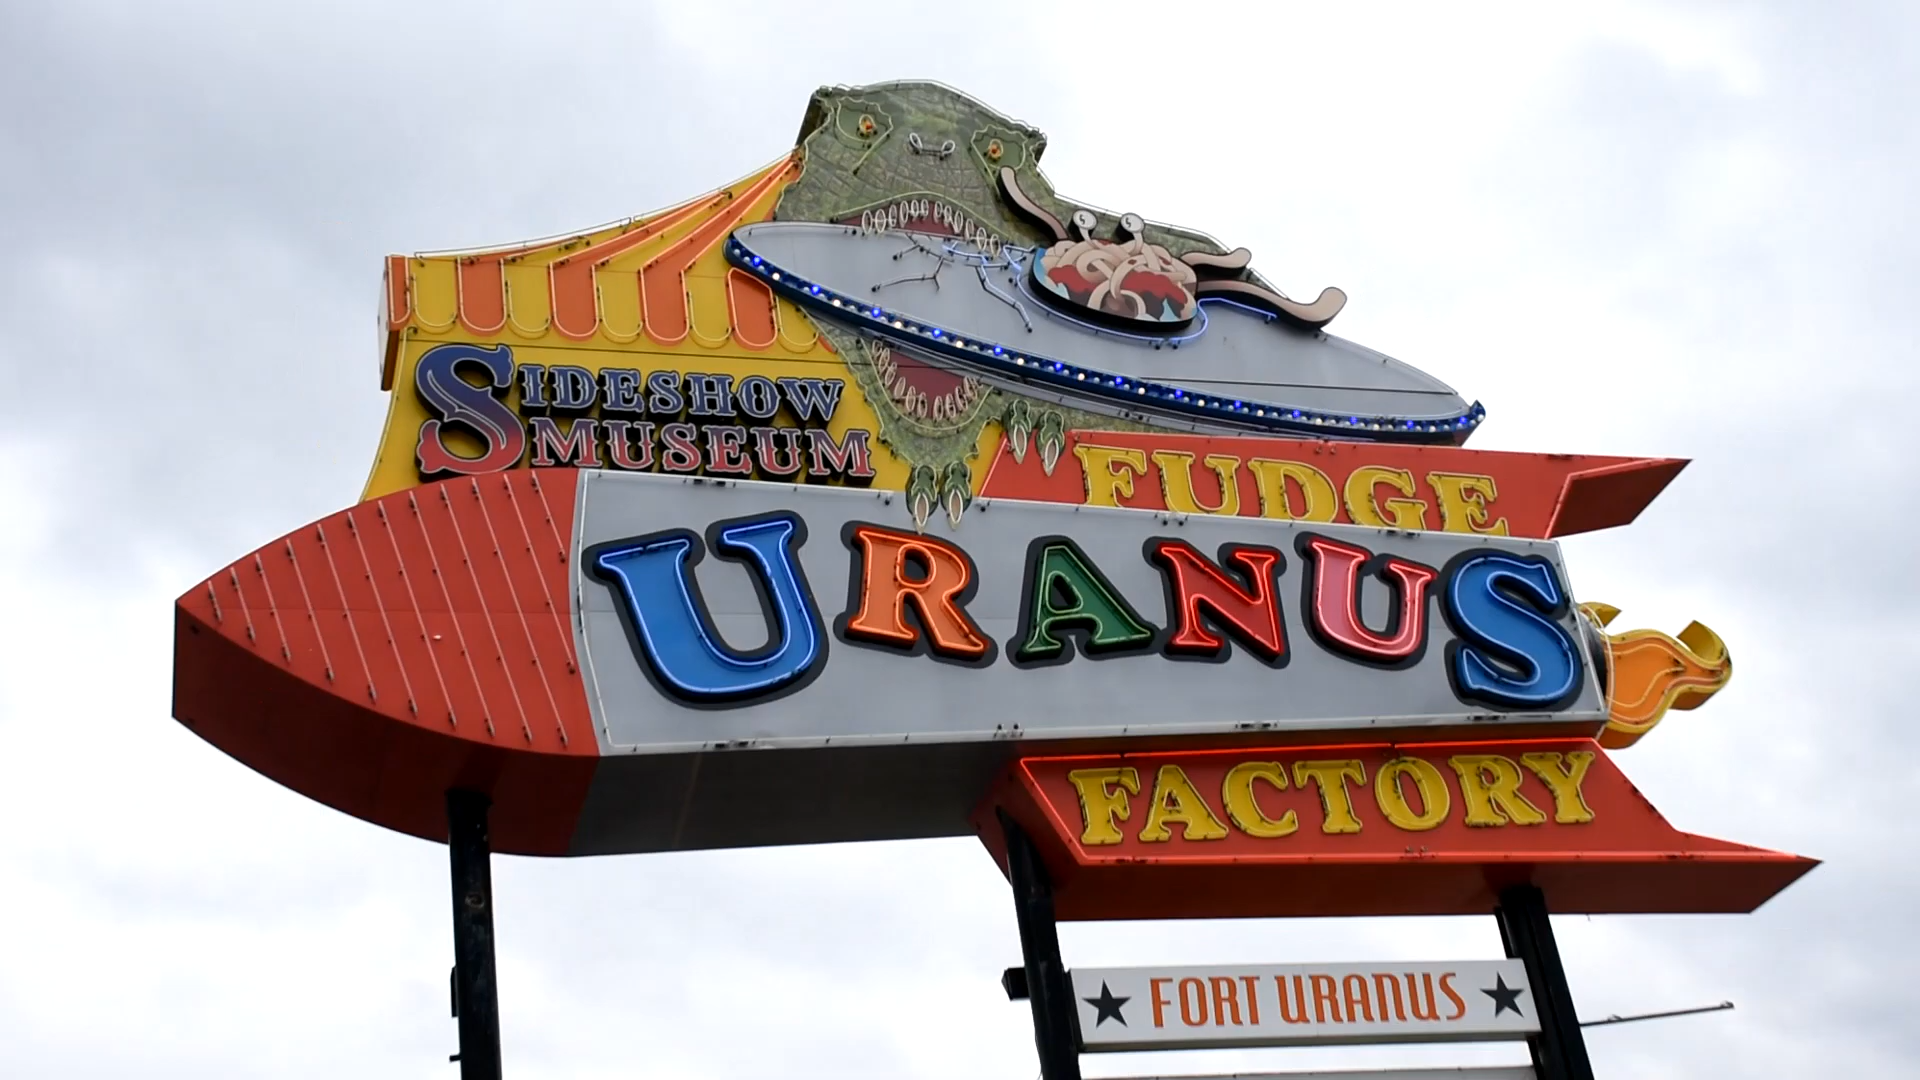 SIDESHOW
MUSEUM
FUDGE
URANUS
FACTORY
FORT URANUS